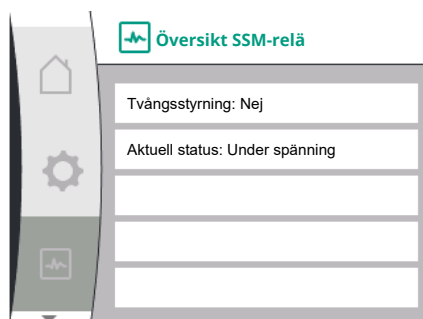 Översikt SSM-relä
Tvångsstyrning: Nej
Aktuell status: Under spänning